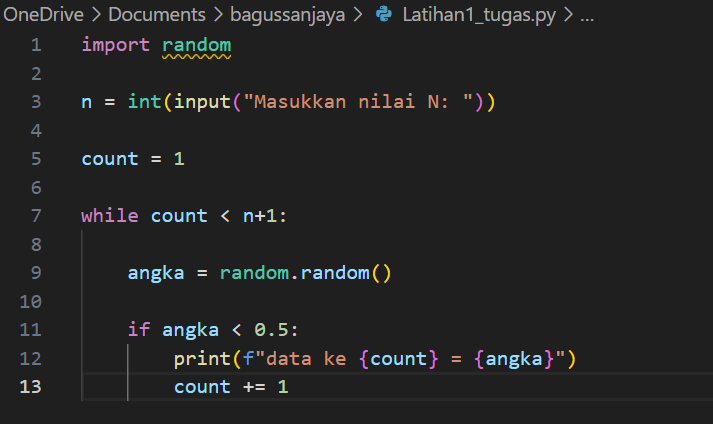 OneDrive > Documents > bagussanjaya > Latihan1_tugas.py > ...
1 import random
2
3 n = int(input("Masukkan nilai N: "))
4
5 count = 1
6
7 while count < n+1:
8
9     angka = random.random()
10
11     if angka < 0.5:
12         print(f"data ke {count} = {angka}")
13         count += 1